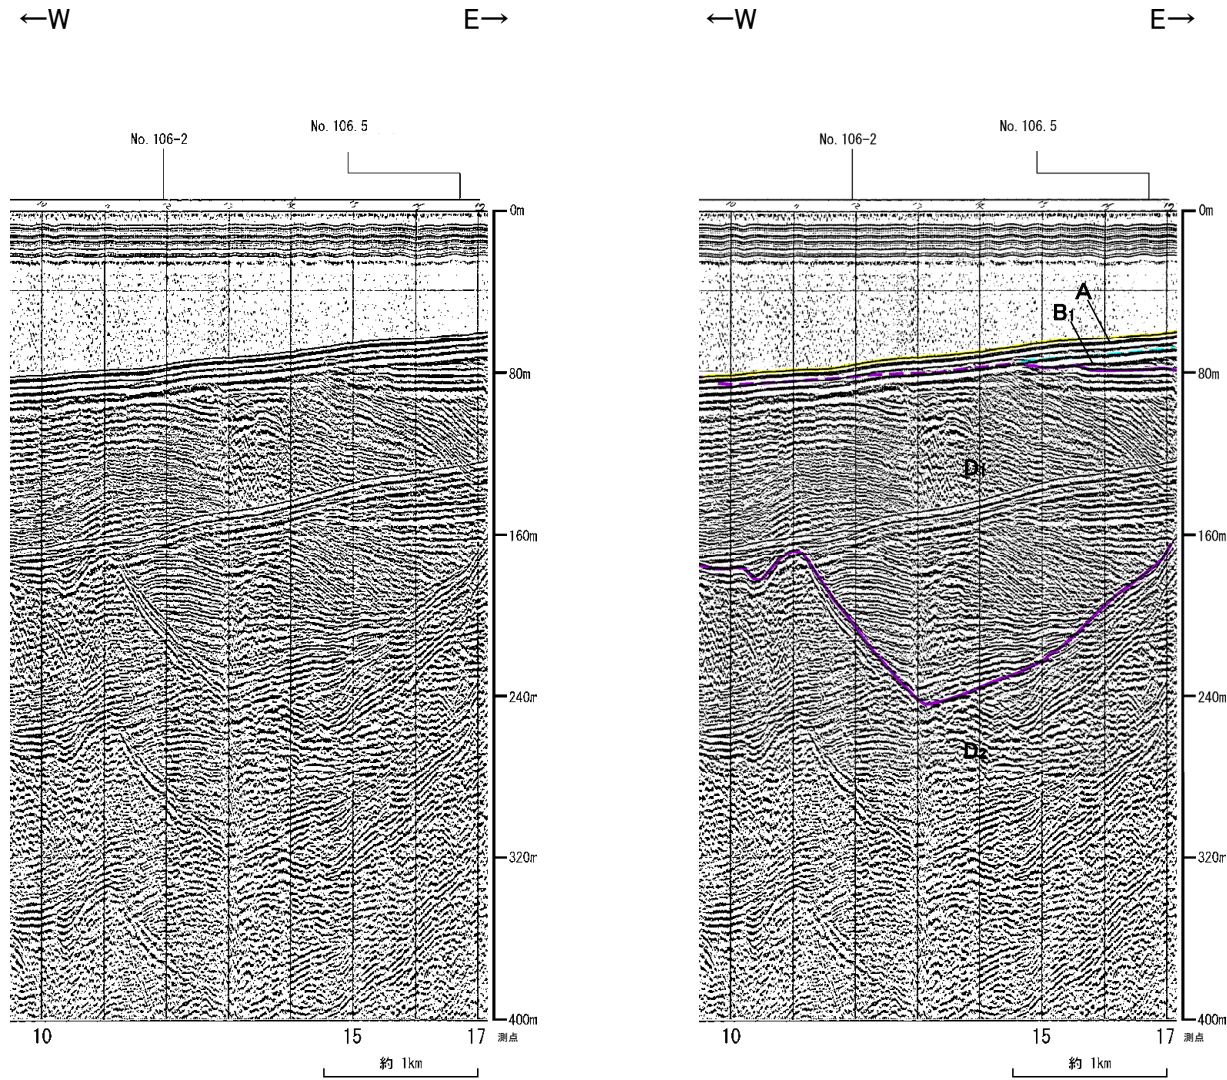 ←W
E→
←W
E→
No.106-2
No.106.5
No.106-2
No.106.5
0m
80m
160m
240m
320m
400m
10
15
17
測点
約 1km
0m
A
B1
80m
D1
160m
240m
D2
320m
400m
10
15
17
測点
約 1km